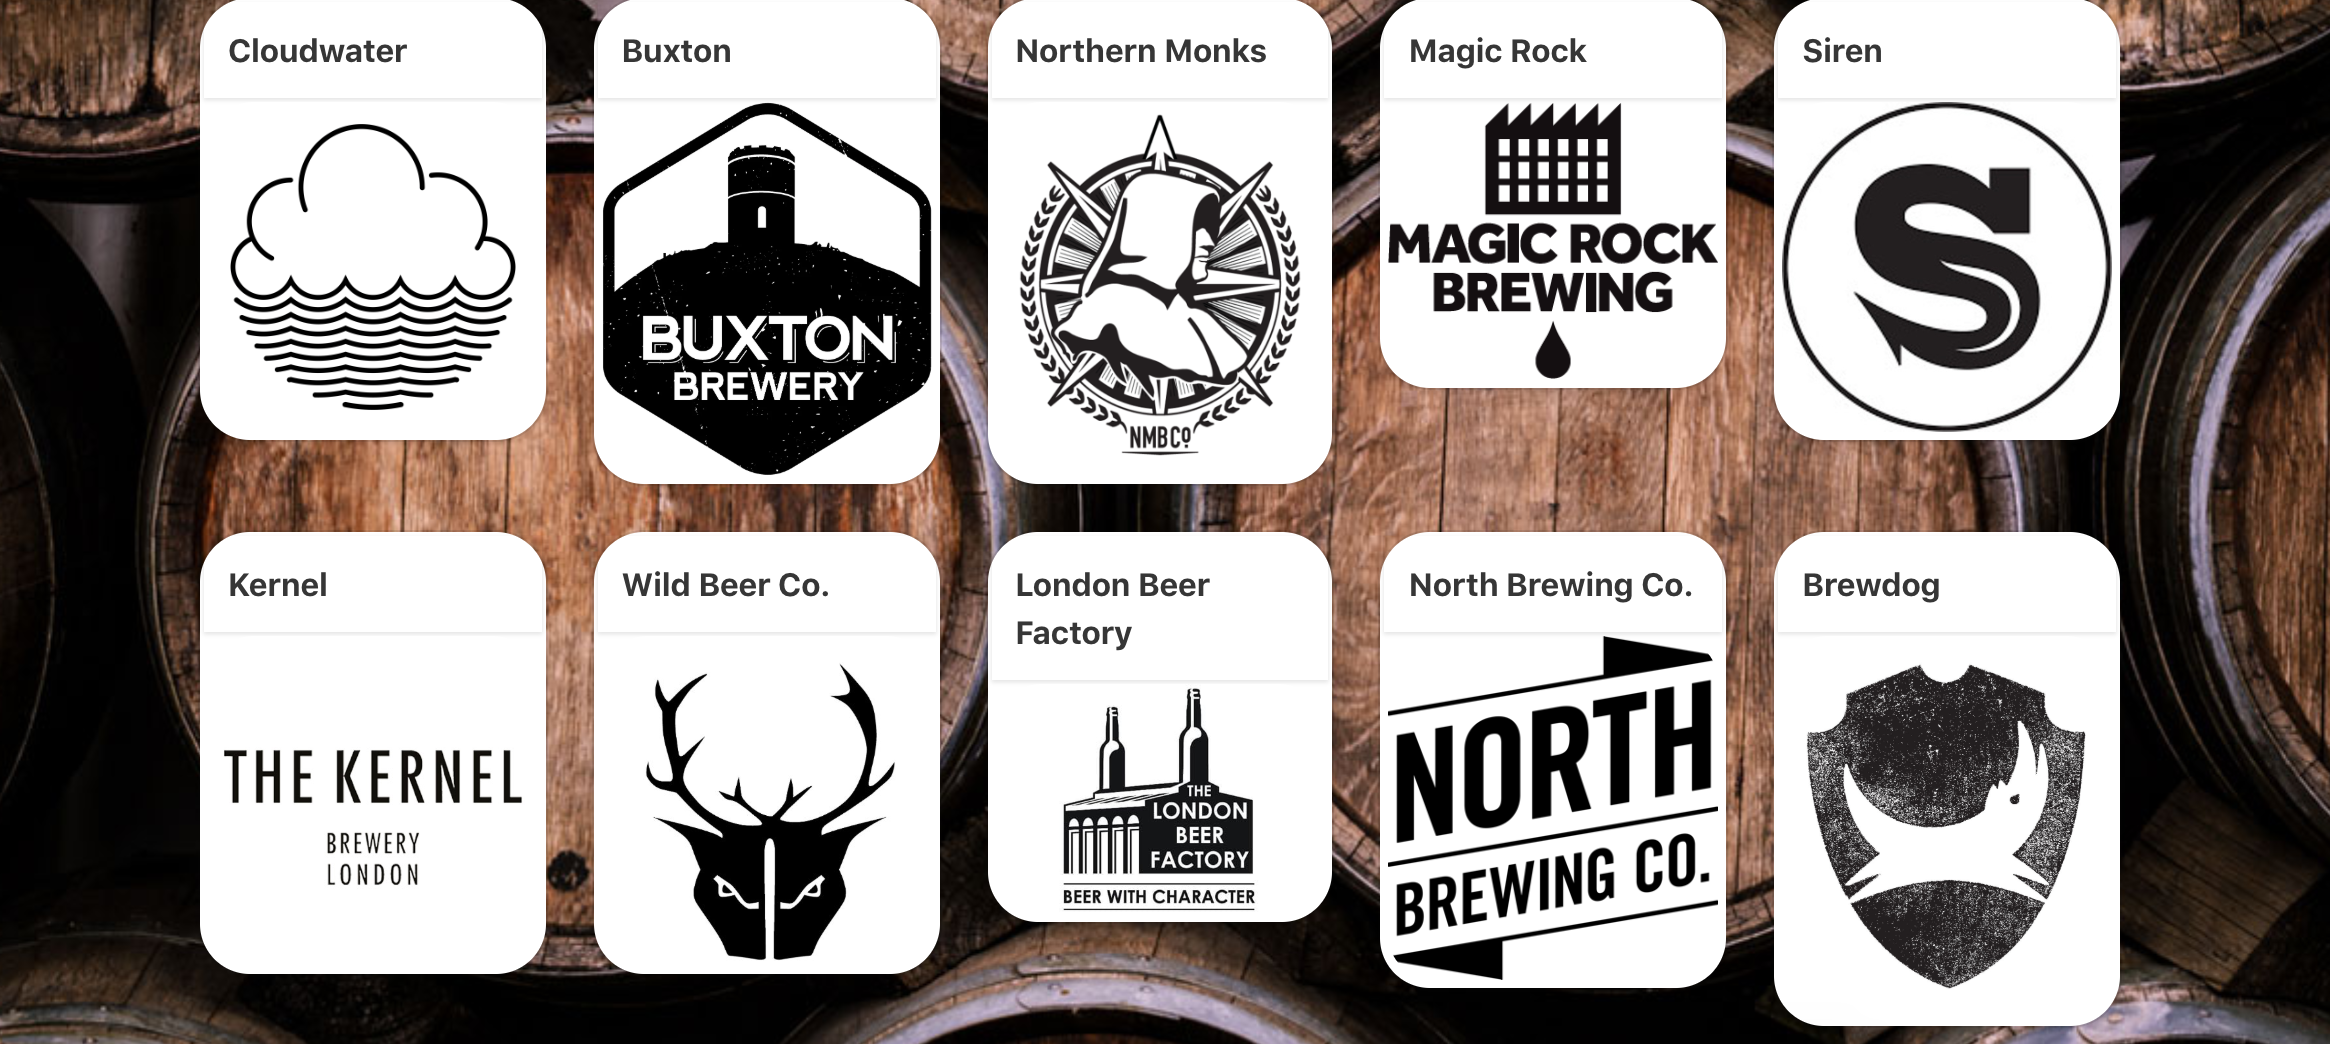 Cloudwater
Buxton
BUXTON
BREWERY
Northern Monks
NMBCO
Magic Rock
MAGIC ROCK
BREWING
Siren
S
Kernel
THE KERNEL
BREWERY
LONDON
Wild Beer Co.
London Beer
Factory
THE
LONDON
BEER
FACTORY
BEER WITH CHARACTER
North Brewing Co.
NORTH
BREWING CO.
Brewdog